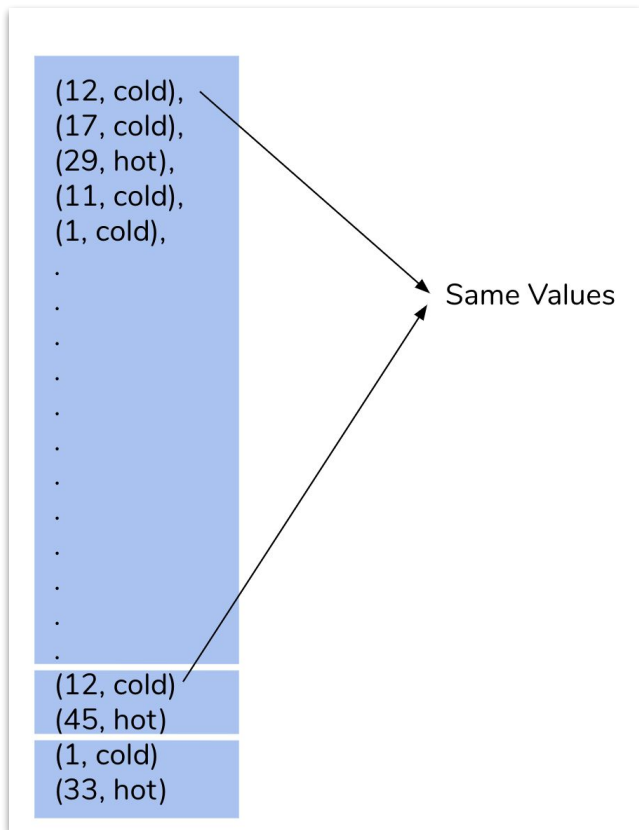 (12, cold),
(17, cold),
(29, hot),
(11, cold),
(1, cold),
.
.
.
.
.
.
.
.
.
.
.
.
Same Values
(12, cold)
(45, hot)
(1, cold)
(33, hot)